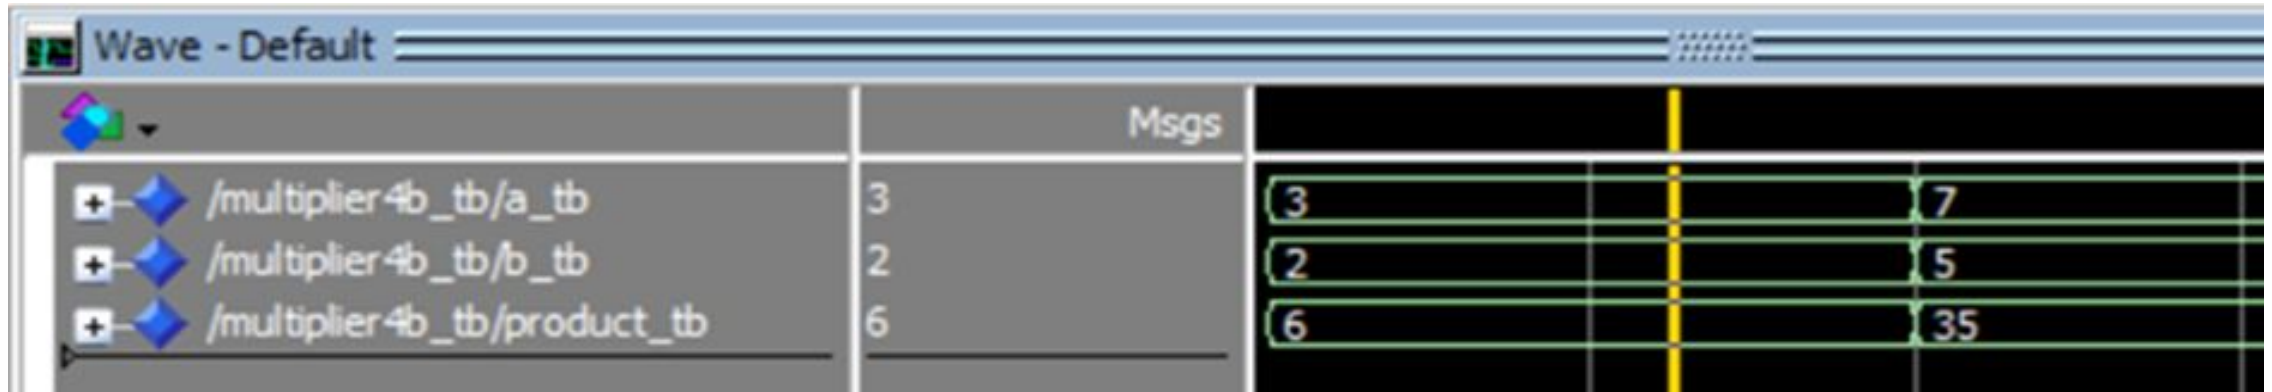 Wave - Default
Msgs
/multiplier4b_tb/a_tb 3 3 7
/multiplier4b_tb/b_tb 2 2 5
/multiplier4b_tb/product_tb 6 6 35